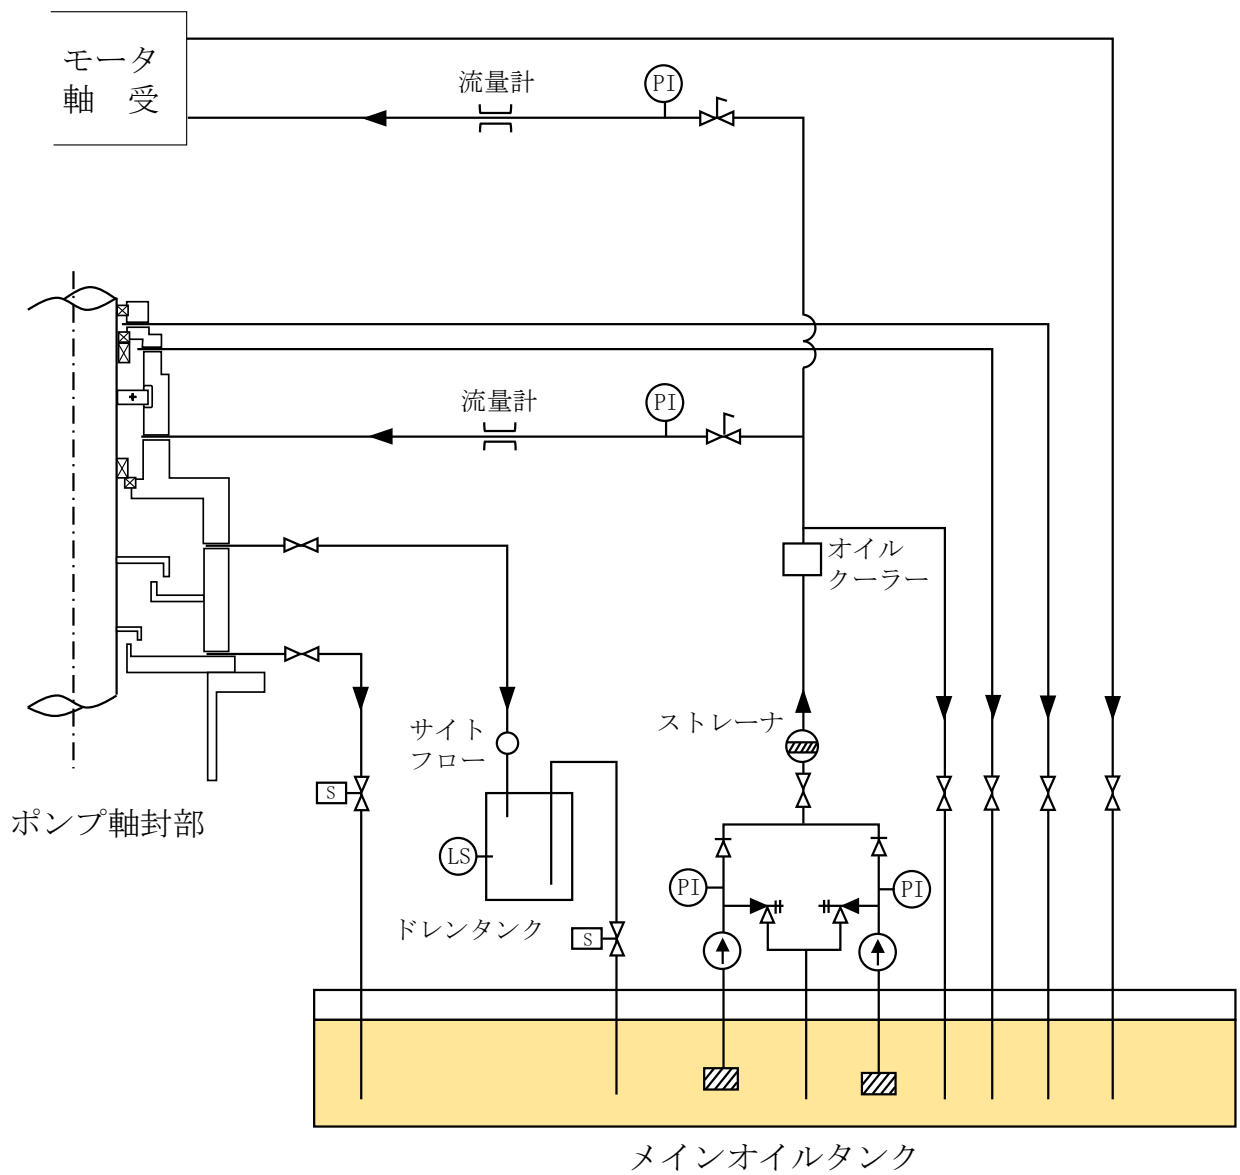 モータ
軸　受
流量計
PI
流量計
PI
オイル
クーラー
ストレーナ
サイト
フロー
S
ポンプ軸封部
LS
PI
PI
ドレンタンク
S
メインオイルタンク